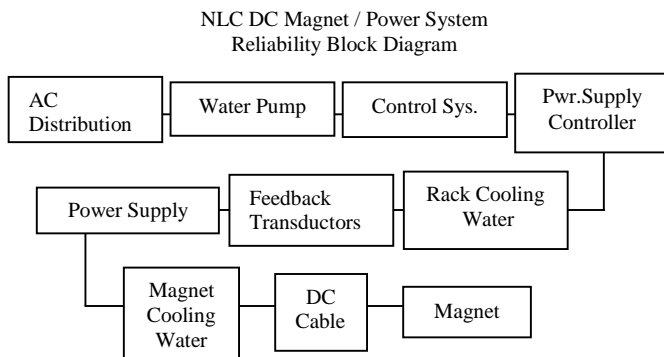 NLC DC Magnet / Power System
Reliability Block Diagram
AC
Distribution
Water Pump
Control Sys.
Pwr.Supply
Controller
Power Supply
Feedback
Transductors
Rack Cooling
Water
Magnet
Cooling
Water
DC
Cable
Magnet